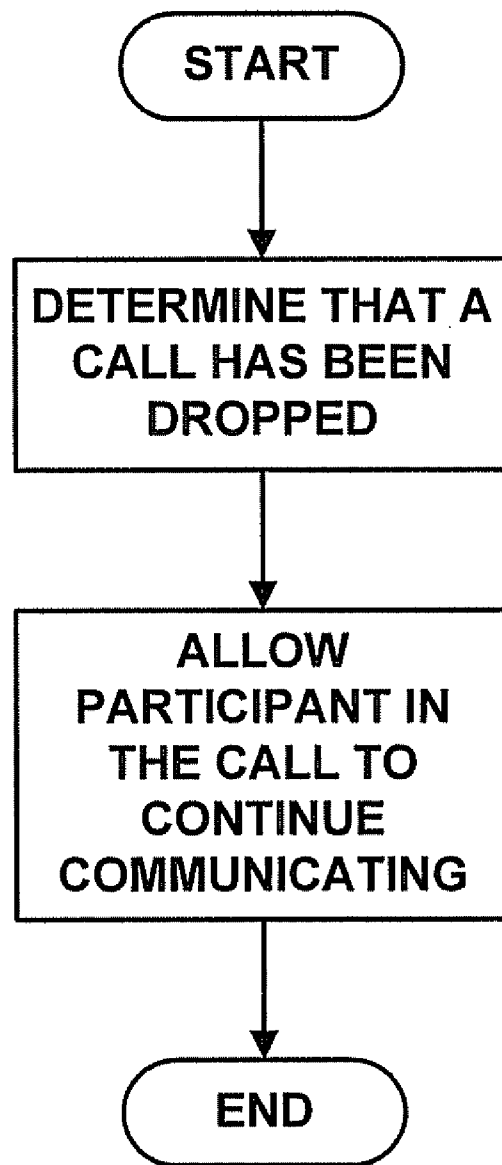 START
DETERMINE THAT A
CALL HAS BEEN
DROPPED
ALLOW
PARTICIPANT IN
THE CALL TO
CONTINUE
COMMUNICATING
END